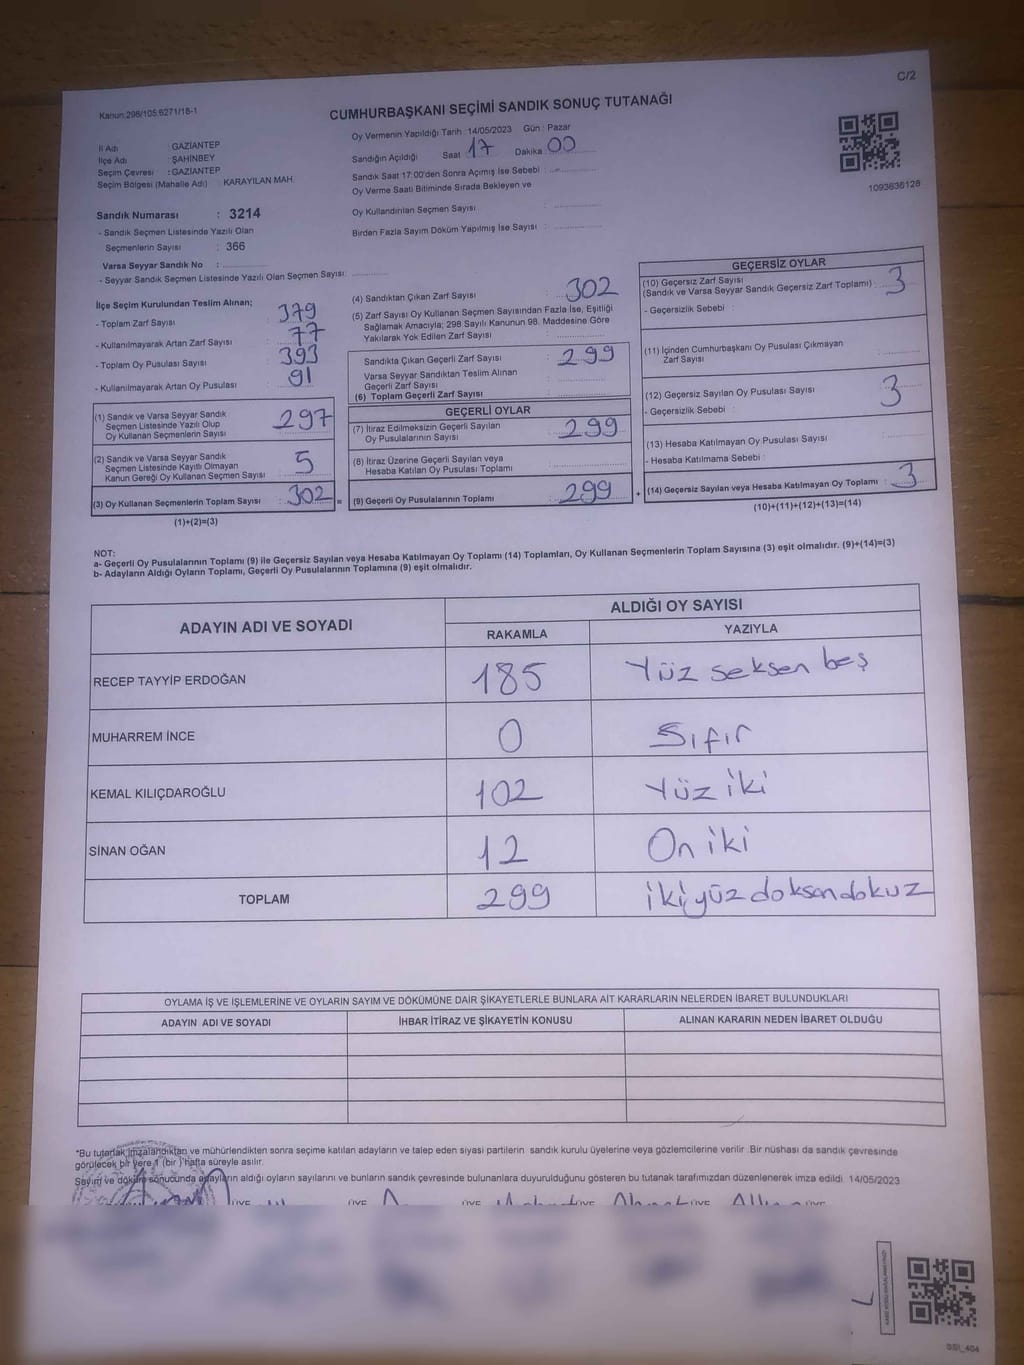 C/2
Kanun:298/105;6271/18-1
CUMHURBAŞKANI SEÇİMİ SANDIK SONUÇ TUTANAĞI
İl Adı : GAZİANTEP
İlçe Adı : ŞAHİNBEY
Seçim Çevresi : GAZİANTEP
Seçim Bölgesi (Mahalle Adı) : KARAYILAN MAH.
Oy Vermenin Yapıldığı Tarih : 14/05/2023 Gün : Pazar
Sandığın Açıldığı Saat 17 Dakika 00
Sandık Saat 17:00'den Sonra Açımış İse Sebebi :
Oy Verme Saati Bitiminde Sırada Bekleyen ve
Oy Kullandırılan Seçmen Sayısı :
Birden Fazla Sayım Döküm Yapılmış İse Sayısı :
1093636128
Sandık Numarası : 3214
- Sandık Seçmen Listesinde Yazılı Olan
Seçmenlerin Sayısı : 366
Varsa Seyyar Sandık No :
- Seyyar Sandık Seçmen Listesinde Yazılı Olan Seçmen Sayısı:
İlçe Seçim Kurulundan Teslim Alınan;
- Toplam Zarf Sayısı : 379
- Kullanılmayarak Artan Zarf Sayısı : 77
- Toplam Oy Pusulası Sayısı : 393
- Kullanılmayarak Artan Oy Pusulası : 91
(1) Sandık ve Varsa Seyyar Sandık
Seçmen Listesinde Yazılı Olup
Oy Kullanan Seçmenlerin Sayısı : 297
(2) Sandık ve Varsa Seyyar Sandık
Seçmen Listesinde Kayıtlı Olmayan
Kanun Gereği Oy Kullanan Seçmen Sayısı : 5
(3) Oy Kullanan Seçmenlerin Toplam Sayısı : 302 =
(1)+(2)=(3)
(4) Sandıktan Çıkan Zarf Sayısı : 302
(5) Zarf Sayısı Oy Kullanan Seçmen Sayısından Fazla İse, Eşitliği
Sağlamak Amacıyla; 298 Sayılı Kanunun 98. Maddesine Göre
Yakılarak Yok Edilen Zarf Sayısı :
Sandıkta Çıkan Geçerli Zarf Sayısı : 299
Varsa Seyyar Sandıktan Teslim Alınan
Geçerli Zarf Sayısı :
(6) Toplam Geçerli Zarf Sayısı :
GEÇERLİ OYLAR
(7) İtiraz Edilmeksizin Geçerli Sayılan
Oy Pusulalarının Sayısı : 299
(8) İtiraz Üzerine Geçerli Sayılan veya
Hesaba Katılan Oy Pusulası Toplamı :
(9) Geçerli Oy Pusulalarının Toplamı : 299 +
GEÇERSİZ OYLAR
(10) Geçersiz Zarf Sayısı
(Sandık ve Varsa Seyyar Sandık Geçersiz Zarf Toplamı) : 3
- Geçersizlik Sebebi :
(11) İçinden Cumhurbaşkanı Oy Pusulası Çıkmayan
Zarf Sayısı :
(12) Geçersiz Sayılan Oy Pusulası Sayısı : 3
- Geçersizlik Sebebi :
(13) Hesaba Katılmayan Oy Pusulası Sayısı :
- Hesaba Katılmama Sebebi :
(14) Geçersiz Sayılan veya Hesaba Katılmayan Oy Toplamı : 3
(10)+(11)+(12)+(13)=(14)
NOT:
a- Geçerli Oy Pusulalarının Toplamı (9) ile Geçersiz Sayılan veya Hesaba Katılmayan Oy Toplamı (14) Toplamları, Oy Kullanan Seçmenlerin Toplam Sayısına (3) eşit olmalıdır. (9)+(14)=(3)
b- Adayların Aldığı Oyların Toplamı, Geçerli Oy Pusulalarının Toplamına (9) eşit olmalıdır.
ADAYIN ADI VE SOYADI
ALDIĞI OY SAYISI
RAKAMLA YAZIYLA
RECEP TAYYİP ERDOĞAN 185 Yüz seksen beş
MUHARREM İNCE 0 Sıfır
KEMAL KILIÇDAROĞLU 102 Yüz iki
SİNAN OĞAN 12 On iki
TOPLAM 299 iki yüz doksan dokuz
OYLAMA İŞ VE İŞLEMLERİNE VE OYLARIN SAYIM VE DÖKÜMÜNE DAİR ŞİKAYETLERLE BUNLARA AİT KARARLARIN NELERDEN İBARET BULUNDUKLARI
ADAYIN ADI VE SOYADI İHBAR İTİRAZ VE ŞİKAYETİN KONUSU ALINAN KARARIN NEDEN İBARET OLDUĞU
*Bu tutanak imzalandıktan ve mühürlendikten sonra seçime katılan adayların ve talep eden siyasi partilerin sandık kurulu üyelerine veya gözlemcilerine verilir. Bir nüshası da sandık çevresinde
görülecek bir yere 1 (bir) hafta süreyle asılır.
Sayım ve döküm sonucunda adayların aldığı oyların sayılarını ve bunların sandık çevresinde bulunanlara duyurulduğunu gösteren bu tutanak tarafımızdan düzenlenerek imza edildi. 14/05/2023
ÜYE ÜYE ÜYE ÜYE ÜYE